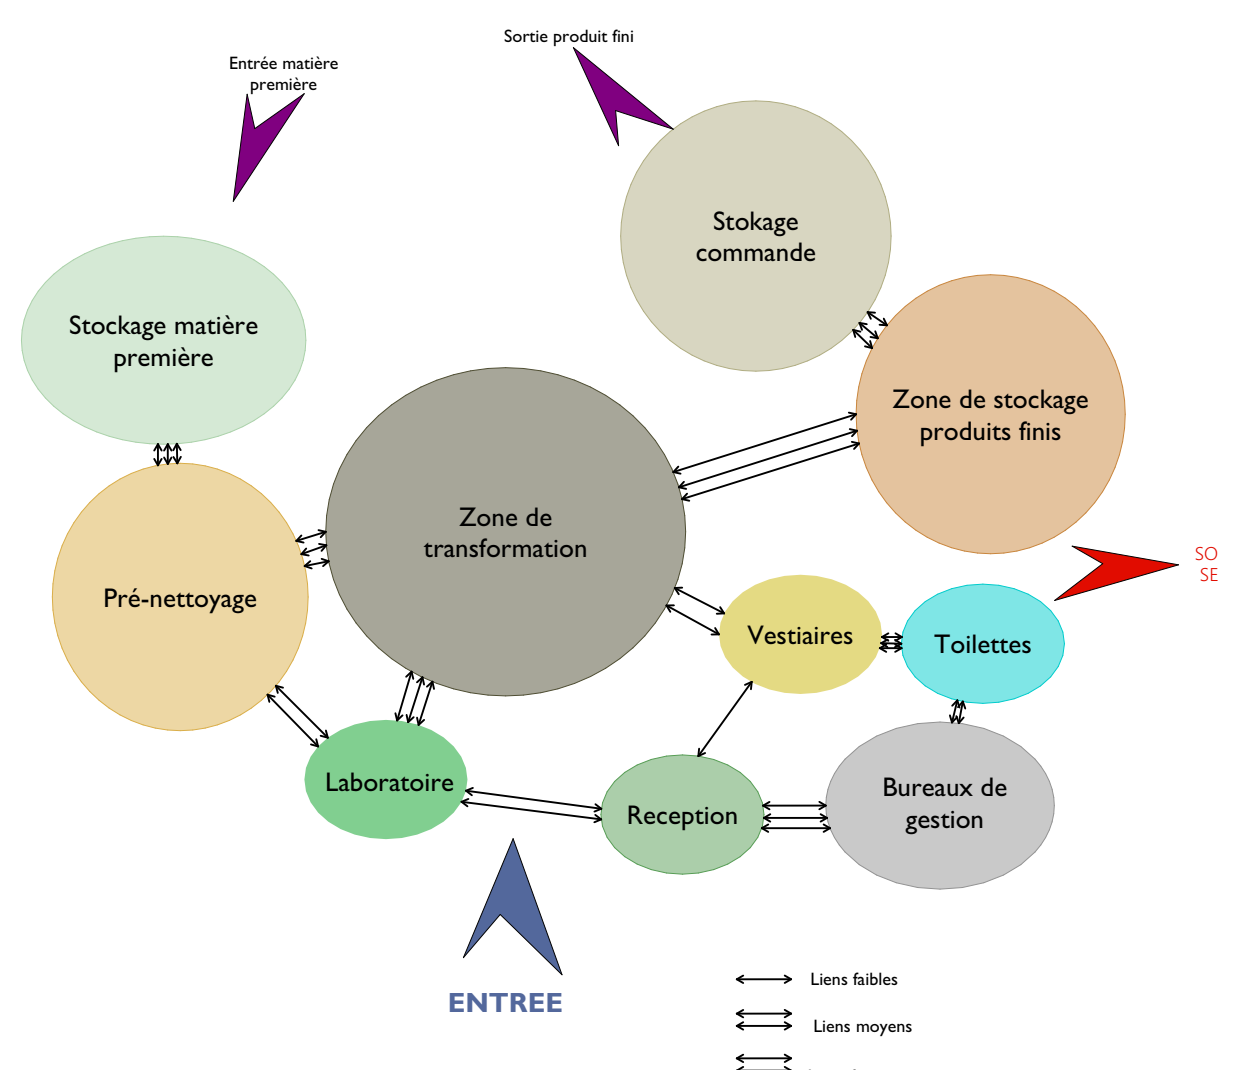 Sortie produit fini
Entrée matière
première
Stokage
commande
Stockage matière
première
Zone de stockage
produits finis
Zone de
transformation
SO
SE
Pré-nettoyage
Vestiaires
Toilettes
Laboratoire
Reception
Bureaux de
gestion
ENTREE
Liens faibles
Liens moyens